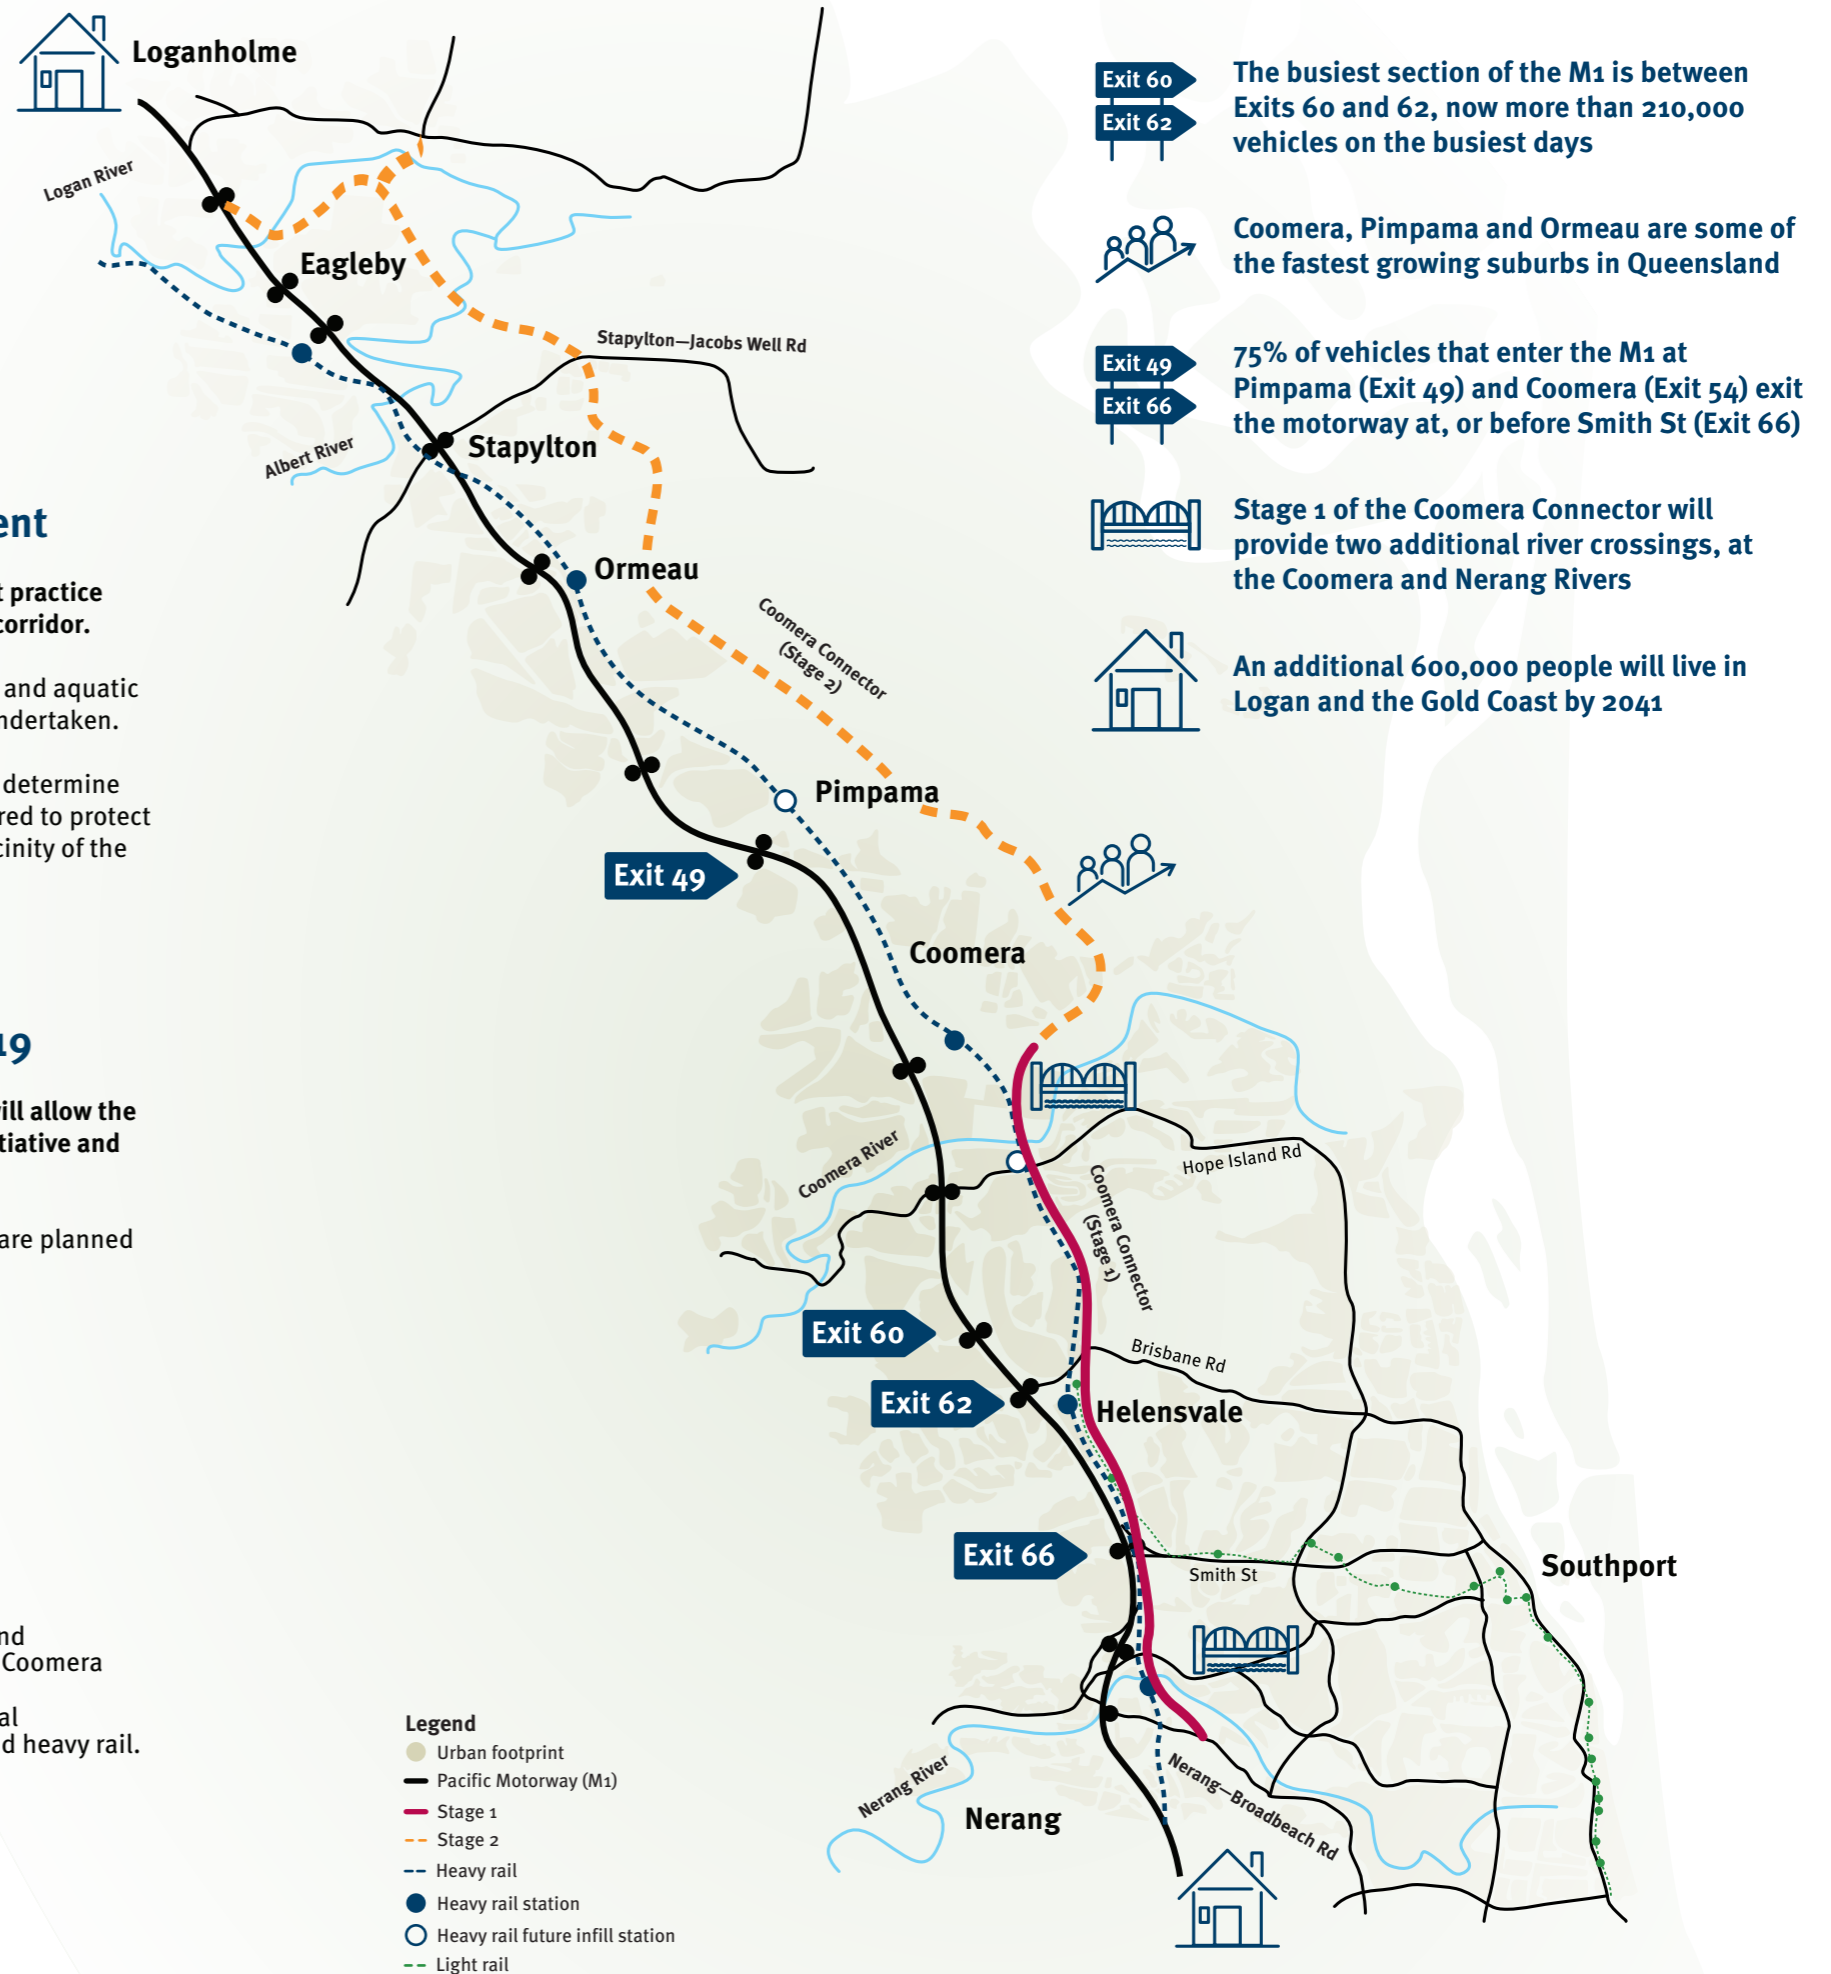 Loganholme
Logan River
Eagleby
Stapylton—Jacobs Well Rd
Albert River
Stapylton
Ormeau
Coomera Connector
(Stage 2)
Pimpama
Exit 49
Coomera
Coomera River
Hope Island Rd
Coomera Connector
(Stage 1)
Exit 60
Brisbane Rd
Exit 62
Helensvale
Exit 66
Smith St
Southport
Nerang River
Nerang
Nerang—Broadbeach Rd
Exit 60
Exit 62
The busiest section of the M1 is between
Exits 60 and 62, now more than 210,000
vehicles on the busiest days
Coomera, Pimpama and Ormeau are some of
the fastest growing suburbs in Queensland
Exit 49
Exit 66
75% of vehicles that enter the M1 at
Pimpama (Exit 49) and Coomera (Exit 54) exit
the motorway at, or before Smith St (Exit 66)
Stage 1 of the Coomera Connector will
provide two additional river crossings, at
the Coomera and Nerang Rivers
An additional 600,000 people will live in
Logan and the Gold Coast by 2041
ent
t practice
corridor.
and aquatic
ndertaken.
determine
red to protect
cinity of the
19
ill allow the
tiative and
are planned
nd
Coomera
al
d heavy rail.
Legend
Urban footprint
Pacific Motorway (M1)
Stage 1
Stage 2
Heavy rail
Heavy rail station
Heavy rail future infill station
Light rail